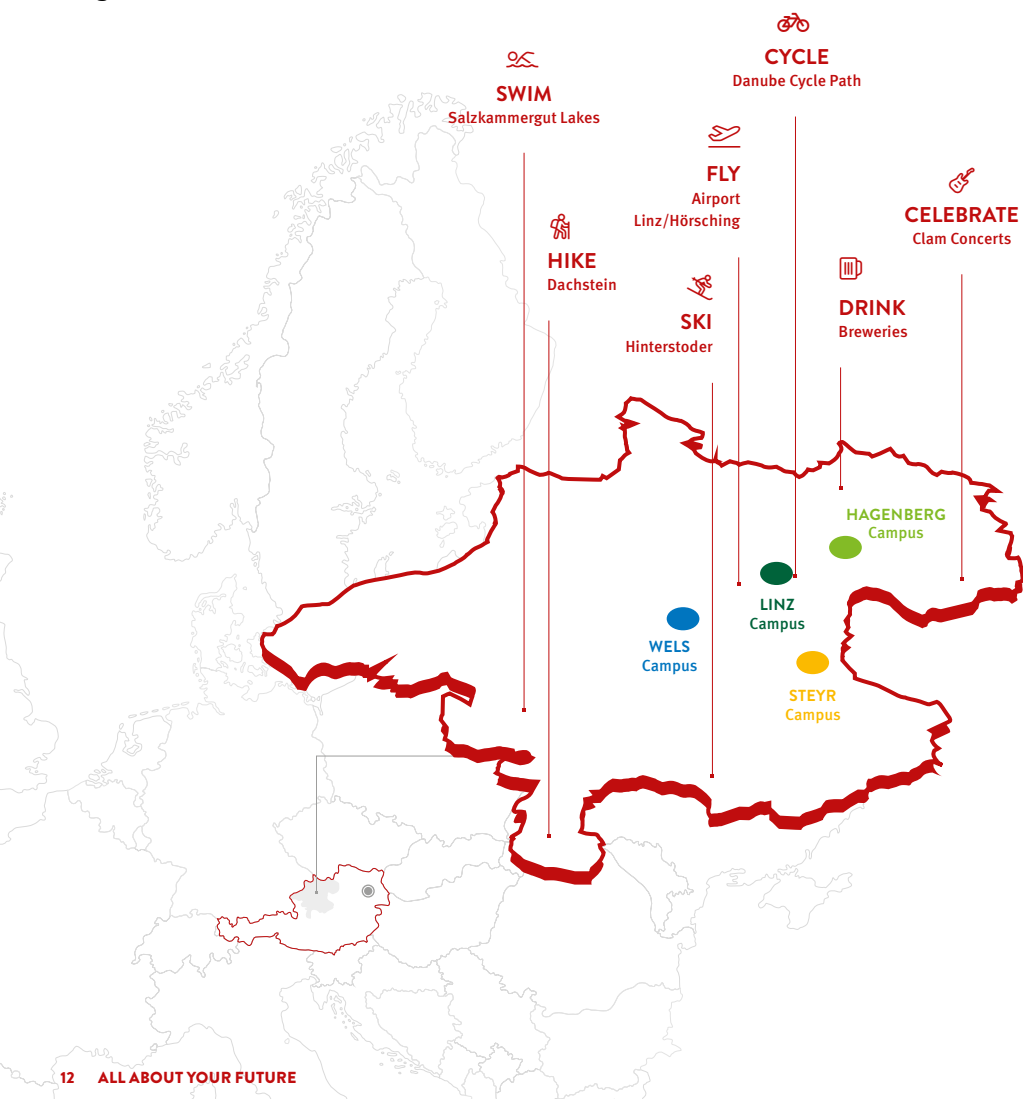 CYCLE
Danube Cycle Path
SWIM
Salzkammergut Lakes
FLY
Airport
Linz/Hörsching
CELEBRATE
Clam Concerts
HIKE
Dachstein
SKI
Hinterstoder
DRINK
Breweries
HAGENBERG
Campus
LINZ
Campus
WELS
Campus
STEYR
Campus
12 ALL ABOUT YOUR FUTURE